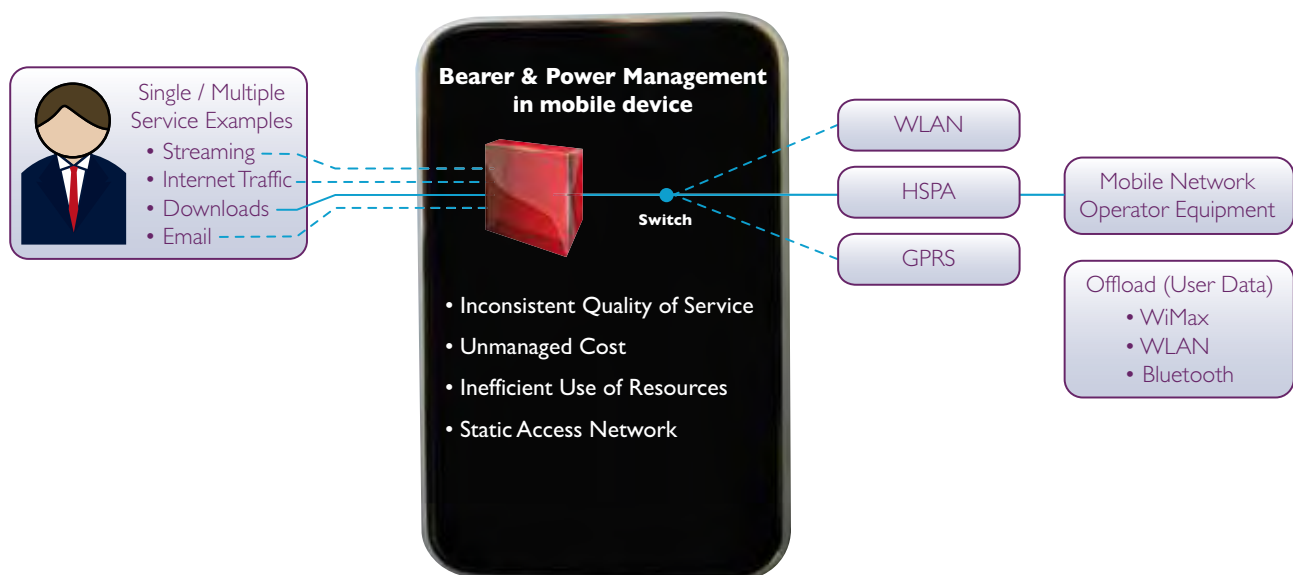 Single / Multiple
Service Examples
• Streaming
• Internet Traffic
• Downloads
• Email
Bearer & Power Management
in mobile device
Switch
• Inconsistent Quality of Service
• Unmanaged Cost
• Inefficient Use of Resources
• Static Access Network
WLAN
HSPA
GPRS
Mobile Network
Operator Equipment
Offload (User Data)
• WiMax
• WLAN
• Bluetooth